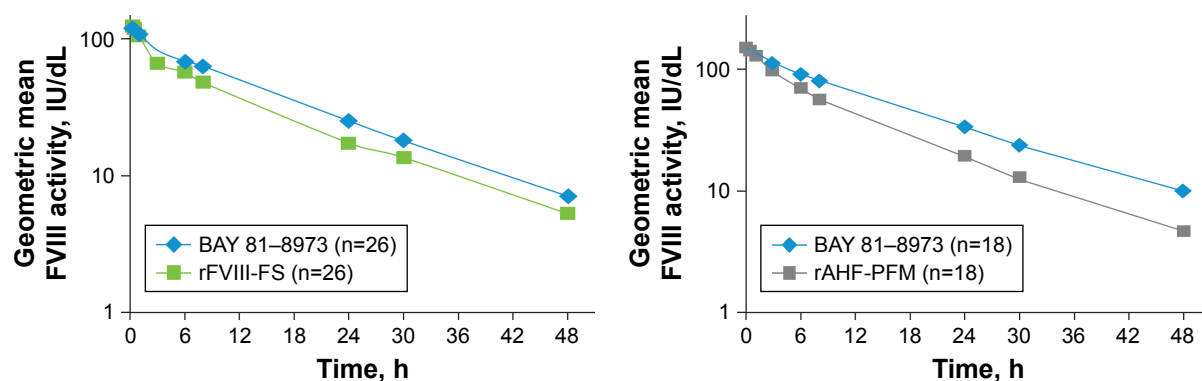 Geometric mean
FVIII activity, IU/dL
100
10
1
BAY 81–8973 (n=26)
rFVIII-FS (n=26)
0 6 12 18 24 30 36 42 48
Time, h
Geometric mean
FVIII activity, IU/dL
100
10
1
BAY 81–8973 (n=18)
rAHF-PFM (n=18)
0 6 12 18 24 30 36 42 48
Time, h